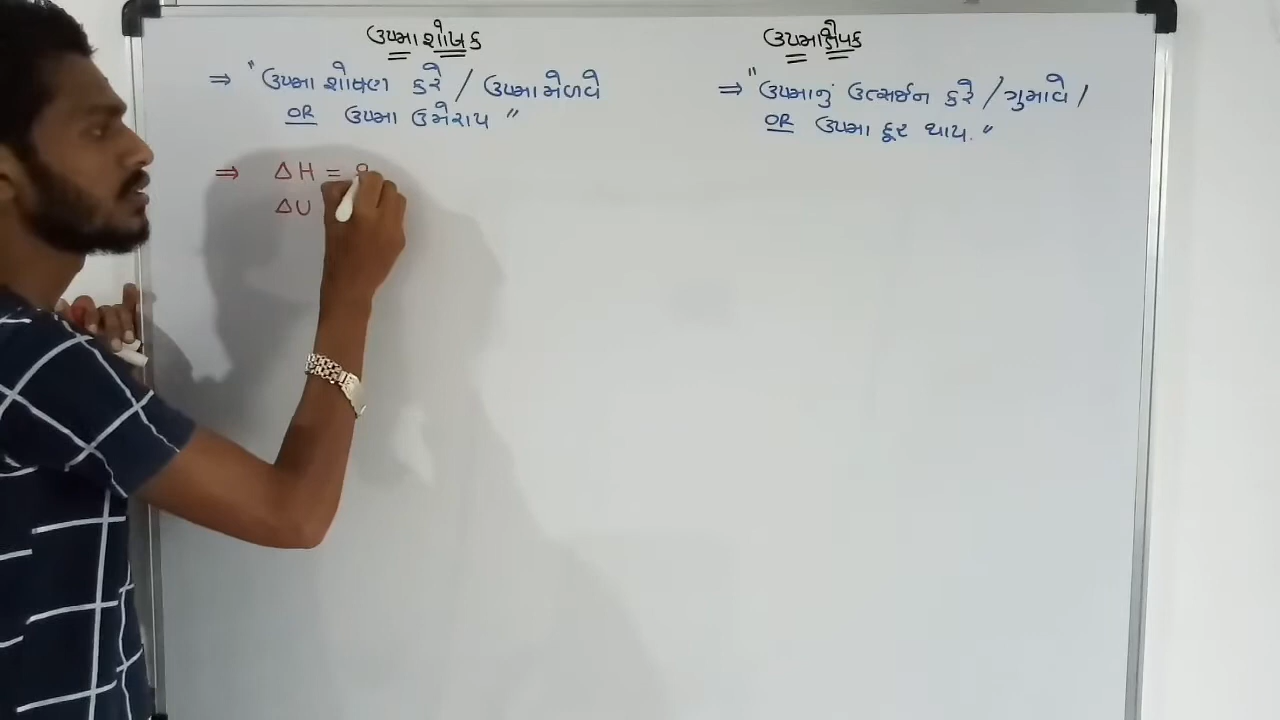 ઉષ્માશોષક
⇒ "ઉષ્મા શોષણ કરે / ઉષ્મા મેળવે
OR ઉષ્મા ઉમેરાય"
⇒ ΔH =
ΔU
ઉષ્માક્ષેપક
⇒ "ઉષ્માનું ઉત્સર્જન કરે / ગુમાવે /
OR ઉષ્મા દૂર થાય."